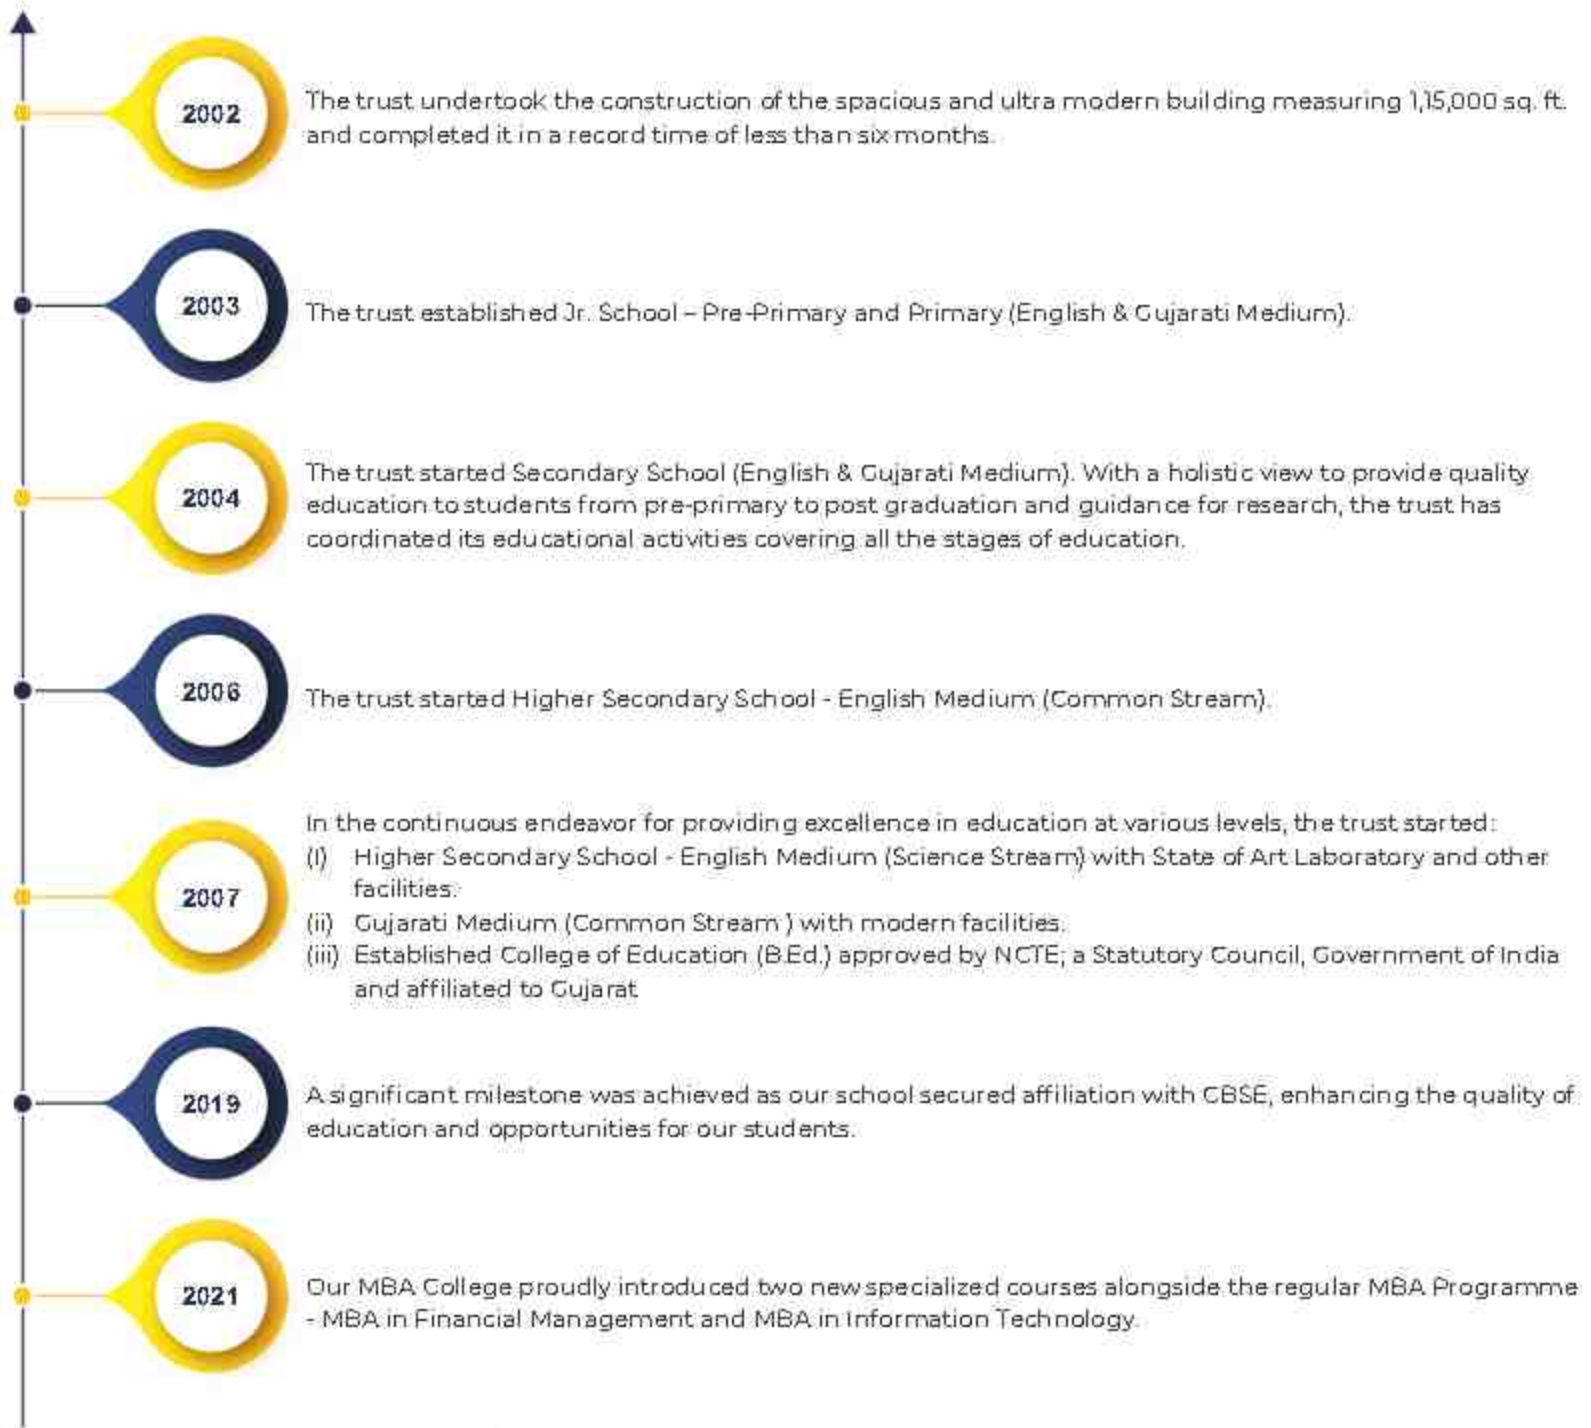 2002
The trust undertook the construction of the spacious and ultra modern building measuring 1,15,000 sq. ft.
and completed it in a record time of less than six months.
2003
The trust established Jr. School – Pre-Primary and Primary (English & Gujarati Medium).
2004
The trust started Secondary School (English & Gujarati Medium). With a holistic view to provide quality
education to students from pre-primary to post graduation and guidance for research, the trust has
coordinated its educational activities covering all the stages of education.
2006
The trust started Higher Secondary School - English Medium (Common Stream).
2007
In the continuous endeavor for providing excellence in education at various levels, the trust started:
(i) Higher Secondary School - English Medium (Science Stream) with State of Art Laboratory and other
facilities.
(ii) Gujarati Medium (Common Stream ) with modern facilities.
(iii) Established College of Education (B.Ed.) approved by NCTE; a Statutory Council, Government of India
and affiliated to Gujarat
2019
A significant milestone was achieved as our school secured affiliation with CBSE, enhancing the quality of
education and opportunities for our students.
2021
Our MBA College proudly introduced two new specialized courses alongside the regular MBA Programme
- MBA in Financial Management and MBA in Information Technology.